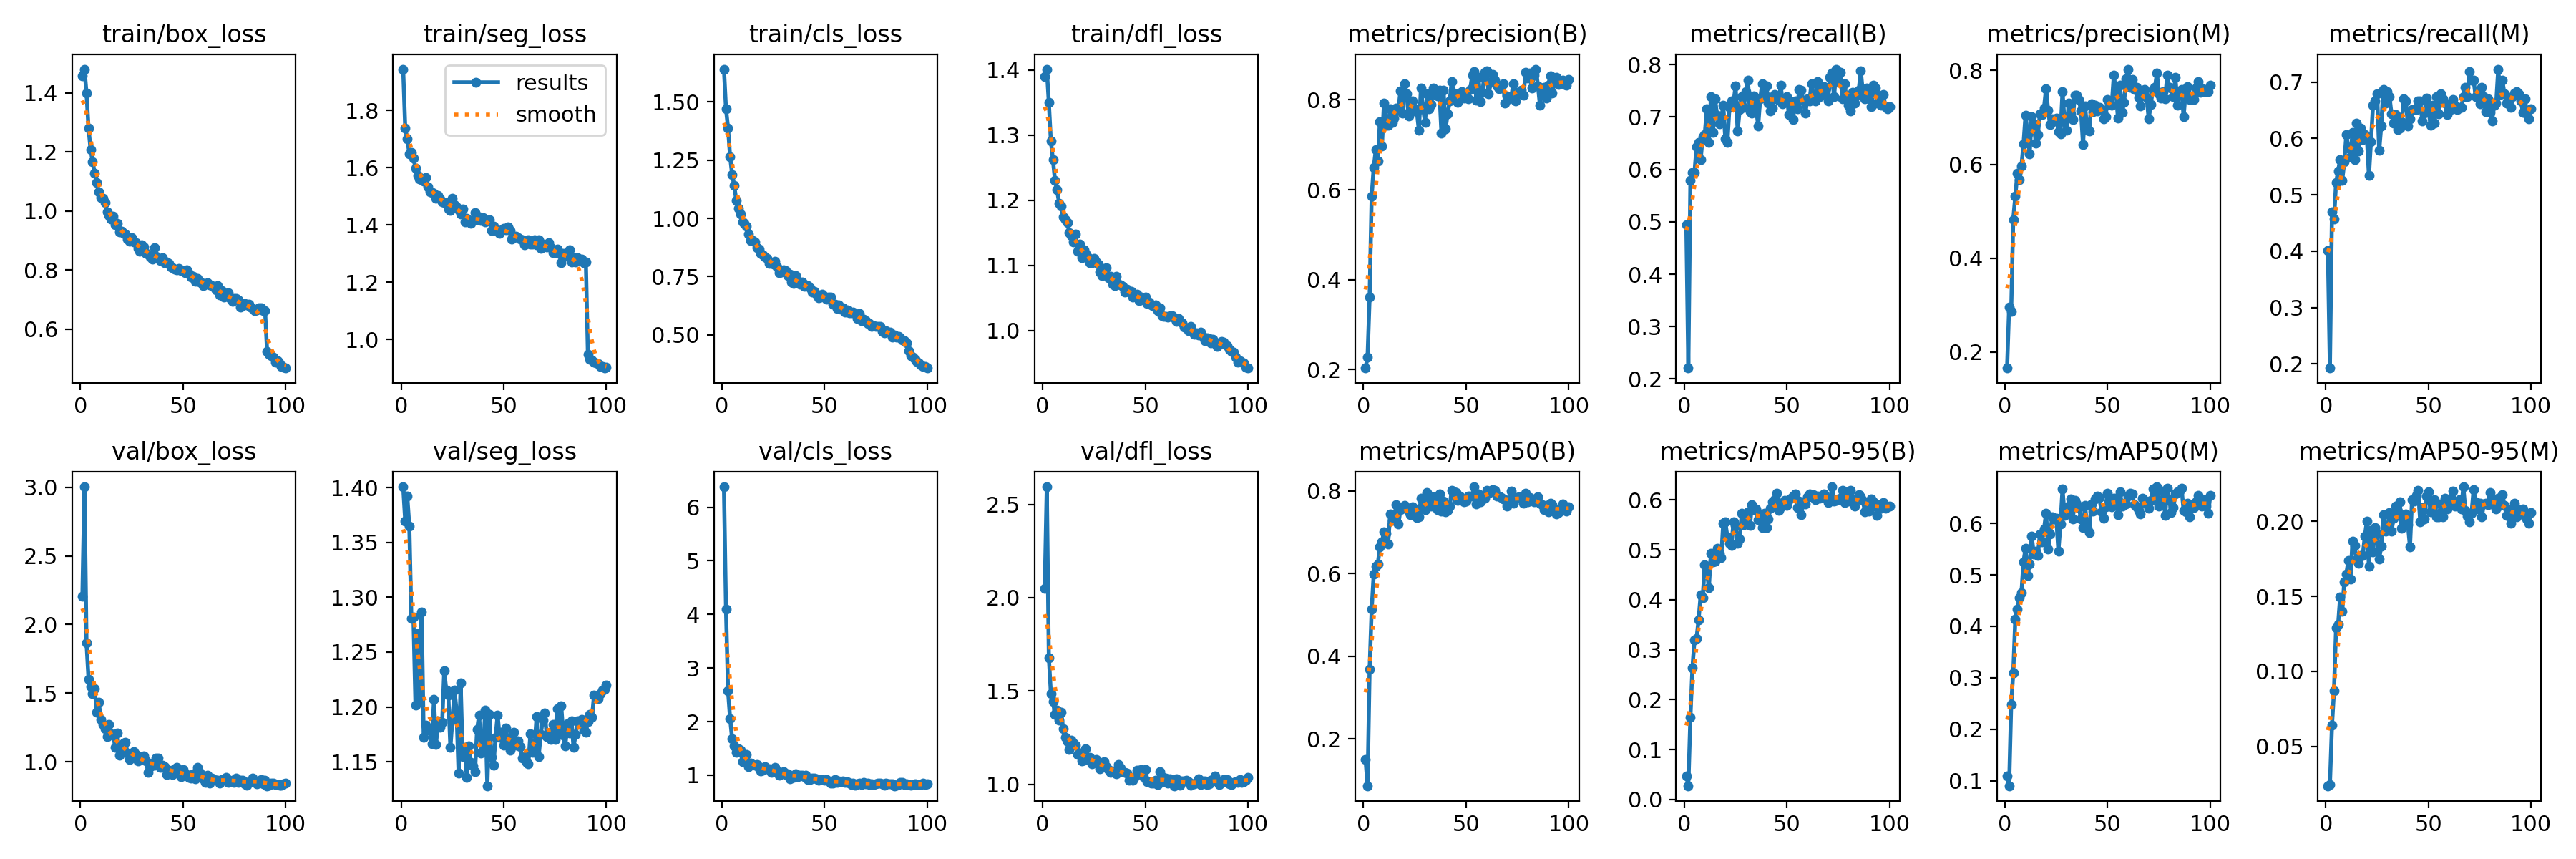 train/box_loss
1.4
1.2
1.0
0.8
0.6
0 50 100
train/seg_loss
results
smooth
1.8
1.6
1.4
1.2
1.0
0 50 100
train/cls_loss
1.50
1.25
1.00
0.75
0.50
0 50 100
train/dfl_loss
1.4
1.3
1.2
1.1
1.0
0 50 100
metrics/precision(B)
0.8
0.6
0.4
0.2
0 50 100
metrics/recall(B)
0.8
0.7
0.6
0.5
0.4
0.3
0.2
0 50 100
metrics/precision(M)
0.8
0.6
0.4
0.2
0 50 100
metrics/recall(M)
0.7
0.6
0.5
0.4
0.3
0.2
0 50 100
val/box_loss
3.0
2.5
2.0
1.5
1.0
0 50 100
val/seg_loss
1.40
1.35
1.30
1.25
1.20
1.15
0 50 100
val/cls_loss
6
5
4
3
2
1
0 50 100
val/dfl_loss
2.5
2.0
1.5
1.0
0 50 100
metrics/mAP50(B)
0.8
0.6
0.4
0.2
0 50 100
metrics/mAP50-95(B)
0.6
0.5
0.4
0.3
0.2
0.1
0.0
0 50 100
metrics/mAP50(M)
0.6
0.5
0.4
0.3
0.2
0.1
0 50 100
metrics/mAP50-95(M)
0.20
0.15
0.10
0.05
0 50 100